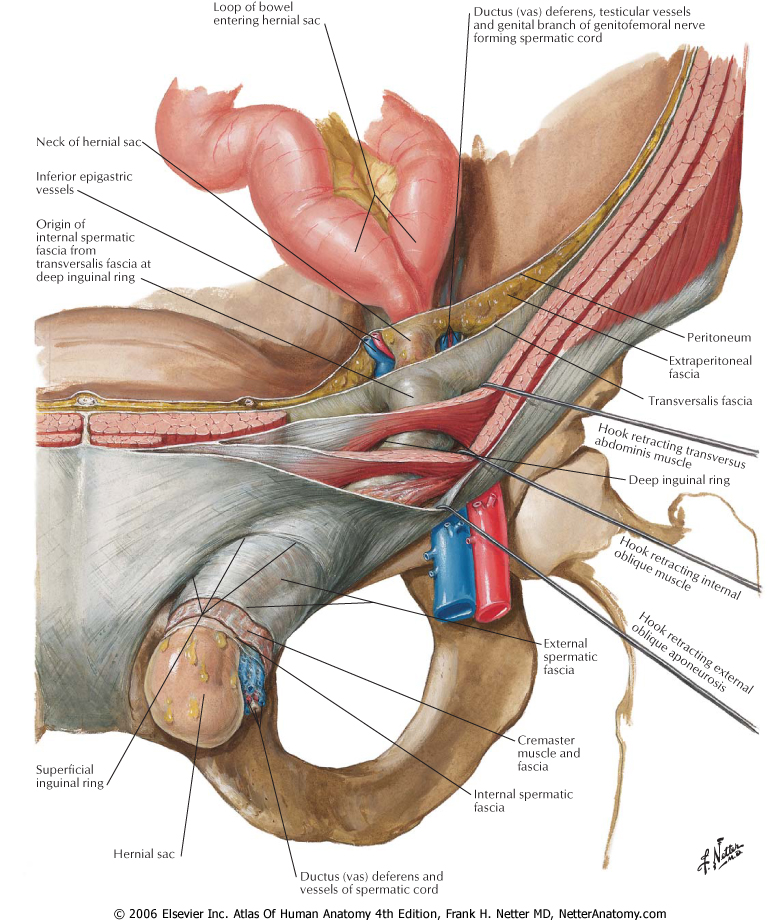 Loop of bowel
entering hernial sac
Ductus (vas) deferens, testicular vessels
and genital branch of genitofemoral nerve
forming spermatic cord
Neck of hernial sac
Inferior epigastric
vessels
Origin of
internal spermatic
fascia from
transversalis fascia at
deep inguinal ring
Peritoneum
Extraperitoneal
fascia
Transversalis fascia
Hook retracting transversus
abdominis muscle
Deep inguinal ring
Hook retracting internal
oblique muscle
Hook retracting external
oblique aponeurosis
External
spermatic
fascia
Cremaster
muscle and
fascia
Internal spermatic
fascia
Superficial
inguinal ring
Hernial sac
Ductus (vas) deferens and
vessels of spermatic cord
F. Netter
M.D.
© 2006 Elsevier Inc. Atlas Of Human Anatomy 4th Edition, Frank H. Netter MD, NetterAnatomy.com